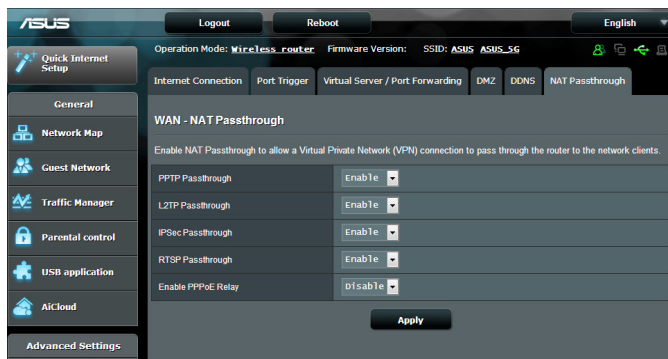 ASUS
Logout
Reboot
English
Quick Internet
Setup
Operation Mode: Wireless router Firmware Version: SSID: ASUS ASUS_5G
Internet Connection
Port Trigger
Virtual Server / Port Forwarding
DMZ
DDNS
NAT Passthrough
General
Network Map
Guest Network
Traffic Manager
Parental control
USB application
AiCloud
Advanced Settings
WAN - NAT Passthrough
Enable NAT Passthrough to allow a Virtual Private Network (VPN) connection to pass through the router to the network clients.
PPTP Passthrough Enable
L2TP Passthrough Enable
IPSec Passthrough Enable
RTSP Passthrough Enable
Enable PPPoE Relay Disable
Apply